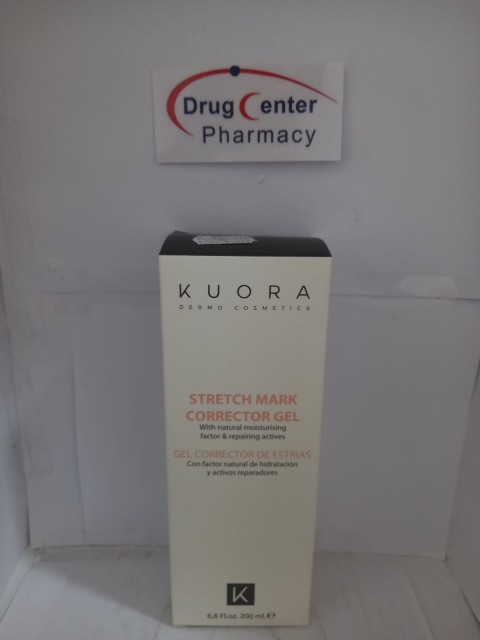 Drug Center
Pharmacy
KUORA
DERMO COSMETICS
STRETCH MARK
CORRECTOR GEL
With natural moisturising
factor & repairing actives
GEL CORRECTOR DE ESTRIAS
Con factor natural de hidratación
y activos reparadores
K
6,8 Fl.oz. 200 ml ℮